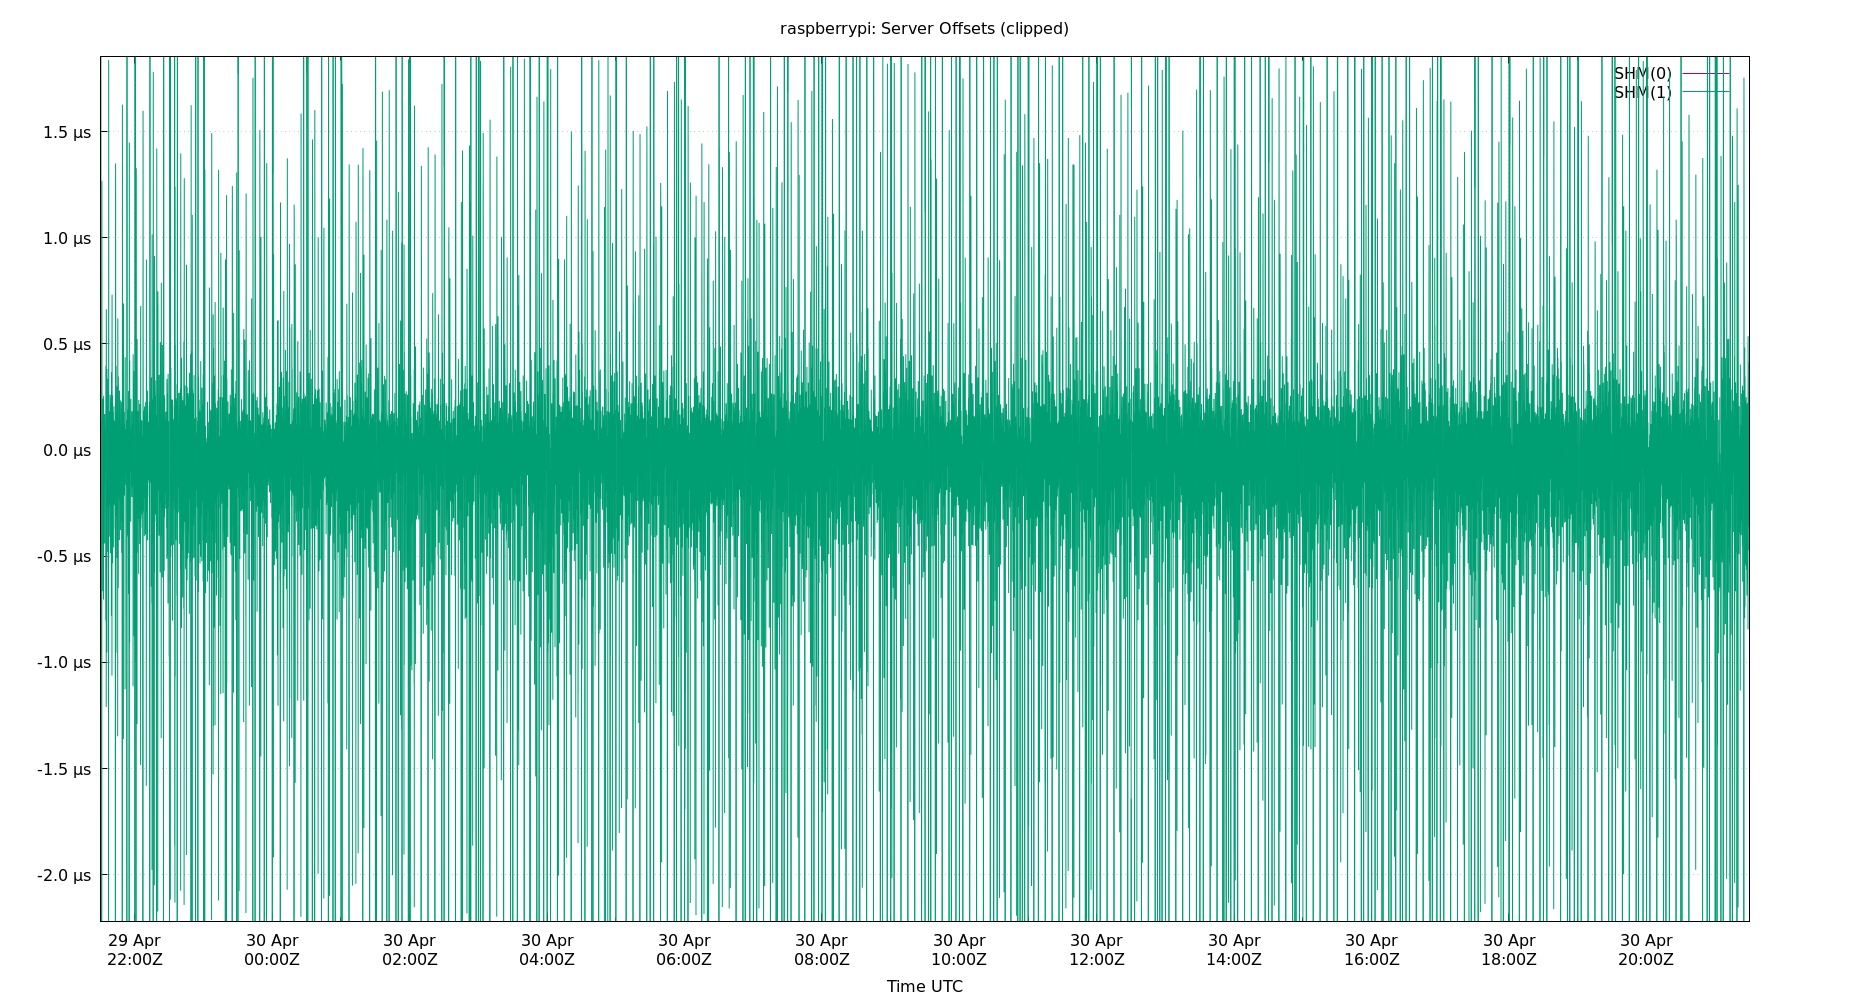 raspberrypi: Server Offsets (clipped)
SHM(0)
SHM(1)
1.5 µs
1.0 µs
0.5 µs
0.0 µs
-0.5 µs
-1.0 µs
-1.5 µs
-2.0 µs
29 Apr 30 Apr 30 Apr 30 Apr 30 Apr 30 Apr 30 Apr 30 Apr 30 Apr 30 Apr 30 Apr 30 Apr
22:00Z 00:00Z 02:00Z 04:00Z 06:00Z 08:00Z 10:00Z 12:00Z 14:00Z 16:00Z 18:00Z 20:00Z
Time UTC